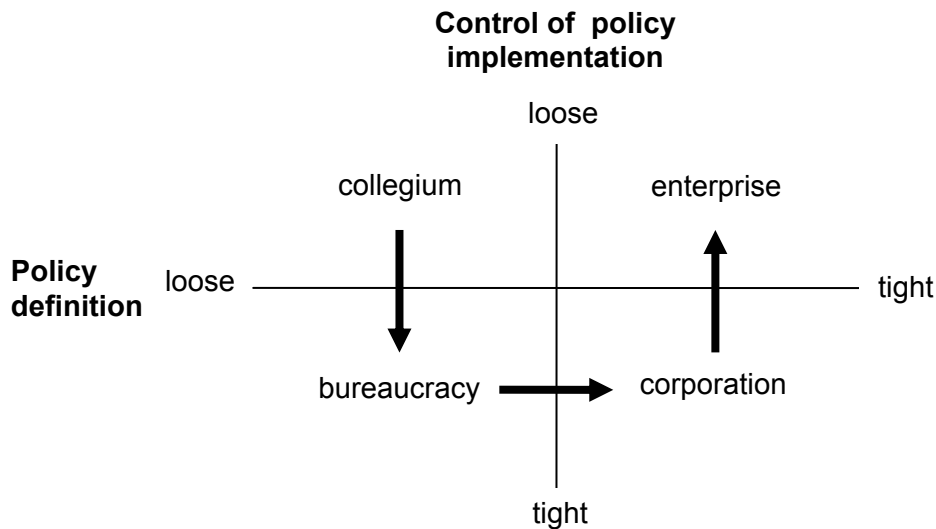 Control of policy
implementation
loose
collegium
enterprise
Policy
definition
loose
tight
bureaucracy
corporation
tight